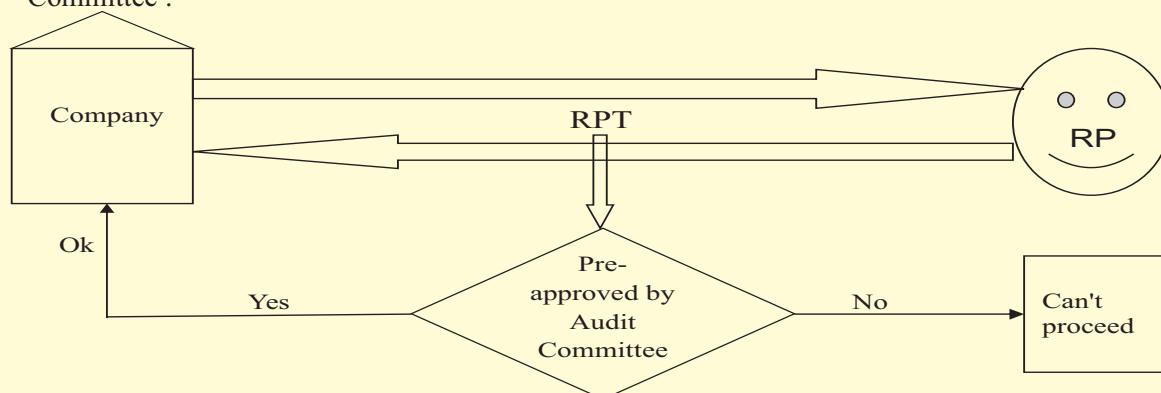 Committee :
Company
RPT
RP
Ok
Yes
Pre-
approved by
Audit
Committee
No
Can't
proceed